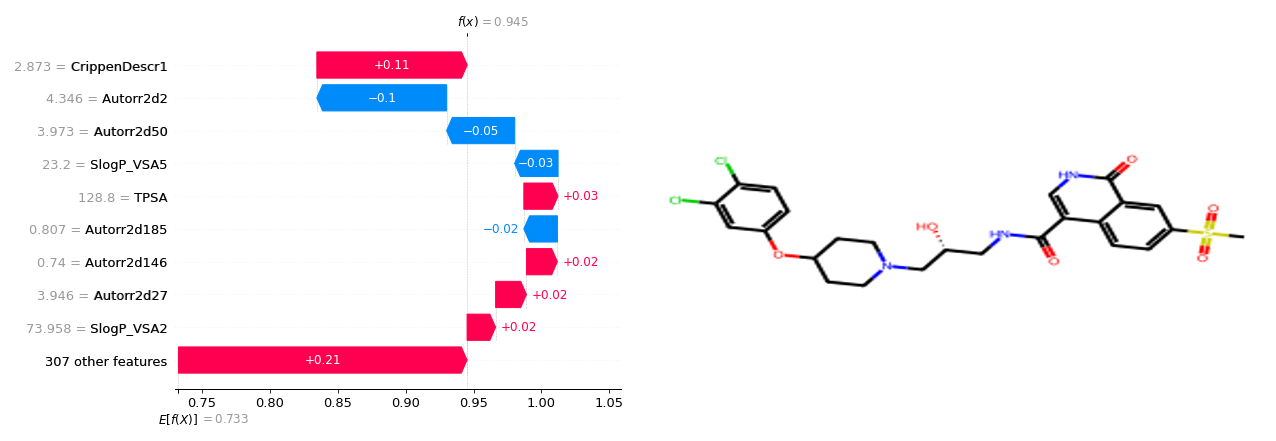 f(x) = 0.945
2.873 = CrippenDescr1
+0.11
4.346 = Autorr2d2
−0.1
3.973 = Autorr2d50
−0.05
23.2 = SlogP_VSA5
−0.03
128.8 = TPSA
+0.03
0.807 = Autorr2d185
−0.02
0.74 = Autorr2d146
+0.02
3.946 = Autorr2d27
+0.02
73.958 = SlogP_VSA2
+0.02
307 other features
+0.21
0.75 0.80 0.85 0.90 0.95 1.00 1.05
E[f(X)] = 0.733
Cl
Cl
O
N
HO
HN
O
HN
O
O
S
O